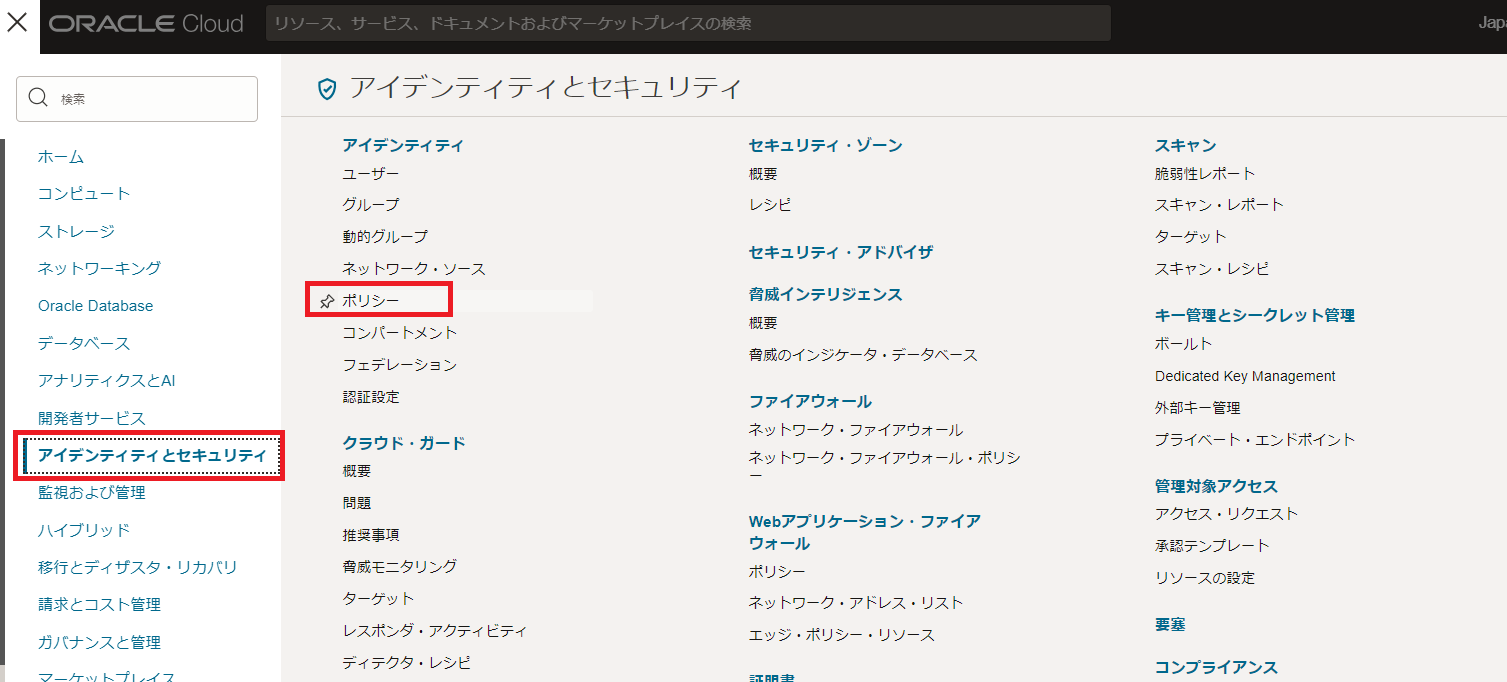 ORACLE Cloud
リソース、サービス、ドキュメントおよびマーケットプレイスの検索
検索
ホーム
コンピュート
ストレージ
ネットワーキング
Oracle Database
データベース
アナリティクスとAI
開発者サービス
アイデンティティとセキュリティ
監視および管理
ハイブリッド
移行とディザスタ・リカバリ
請求とコスト管理
ガバナンスと管理
マーケットプレイス
アイデンティティとセキュリティ
アイデンティティ
ユーザー
グループ
動的グループ
ネットワーク・ソース
ポリシー
コンパートメント
フェデレーション
認証設定
クラウド・ガード
概要
問題
推奨事項
脅威モニタリング
ターゲット
レスポンダ・アクティビティ
ディテクタ・レシピ
セキュリティ・ゾーン
概要
レシピ
セキュリティ・アドバイザ
脅威インテリジェンス
概要
脅威のインジケータ・データベース
ファイアウォール
ネットワーク・ファイアウォール
ネットワーク・ファイアウォール・ポリシ
ー
Webアプリケーション・ファイア
ウォール
ポリシー
ネットワーク・アドレス・リスト
エッジ・ポリシー・リソース
証明書
スキャン
脆弱性レポート
スキャン・レポート
ターゲット
スキャン・レシピ
キー管理とシークレット管理
ボールト
Dedicated Key Management
外部キー管理
プライベート・エンドポイント
管理対象アクセス
アクセス・リクエスト
承認テンプレート
リソースの設定
要塞
コンプライアンス